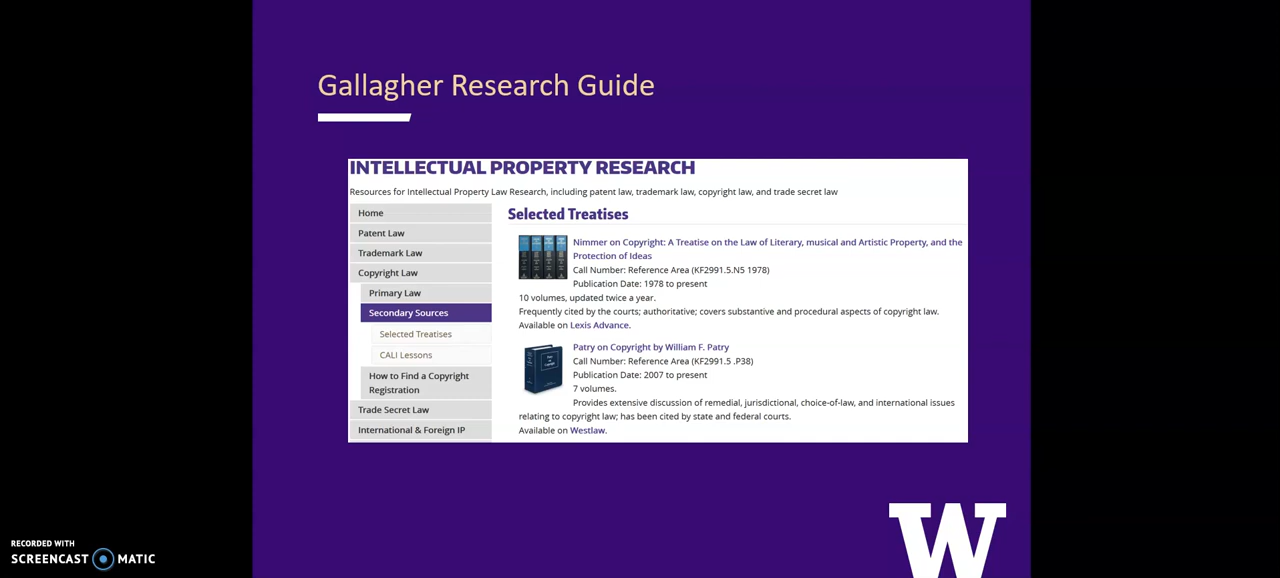 Gallagher Research Guide
INTELLECTUAL PROPERTY RESEARCH
Resources for Intellectual Property Law Research, including patent law, trademark law, copyright law, and trade secret law
Home
Patent Law
Trademark Law
Copyright Law
Primary Law
Secondary Sources
Selected Treatises
CALI Lessons
How to Find a Copyright
Registration
Trade Secret Law
International & Foreign IP
Selected Treatises
Nimmer on Copyright: A Treatise on the Law of Literary, musical and Artistic Property, and the
Protection of Ideas
Call Number: Reference Area (KF2991.5.N5 1978)
Publication Date: 1978 to present
10 volumes, updated twice a year.
Frequently cited by the courts; authoritative; covers substantive and procedural aspects of copyright law.
Available on Lexis Advance.
Patry on Copyright by William F. Patry
Call Number: Reference Area (KF2991.5 .P38)
Publication Date: 2007 to present
7 volumes.
Provides extensive discussion of remedial, jurisdictional, choice-of-law, and international issues
relating to copyright law; has been cited by state and federal courts.
Available on Westlaw.
W
RECORDED WITH
SCREENCAST MATIC